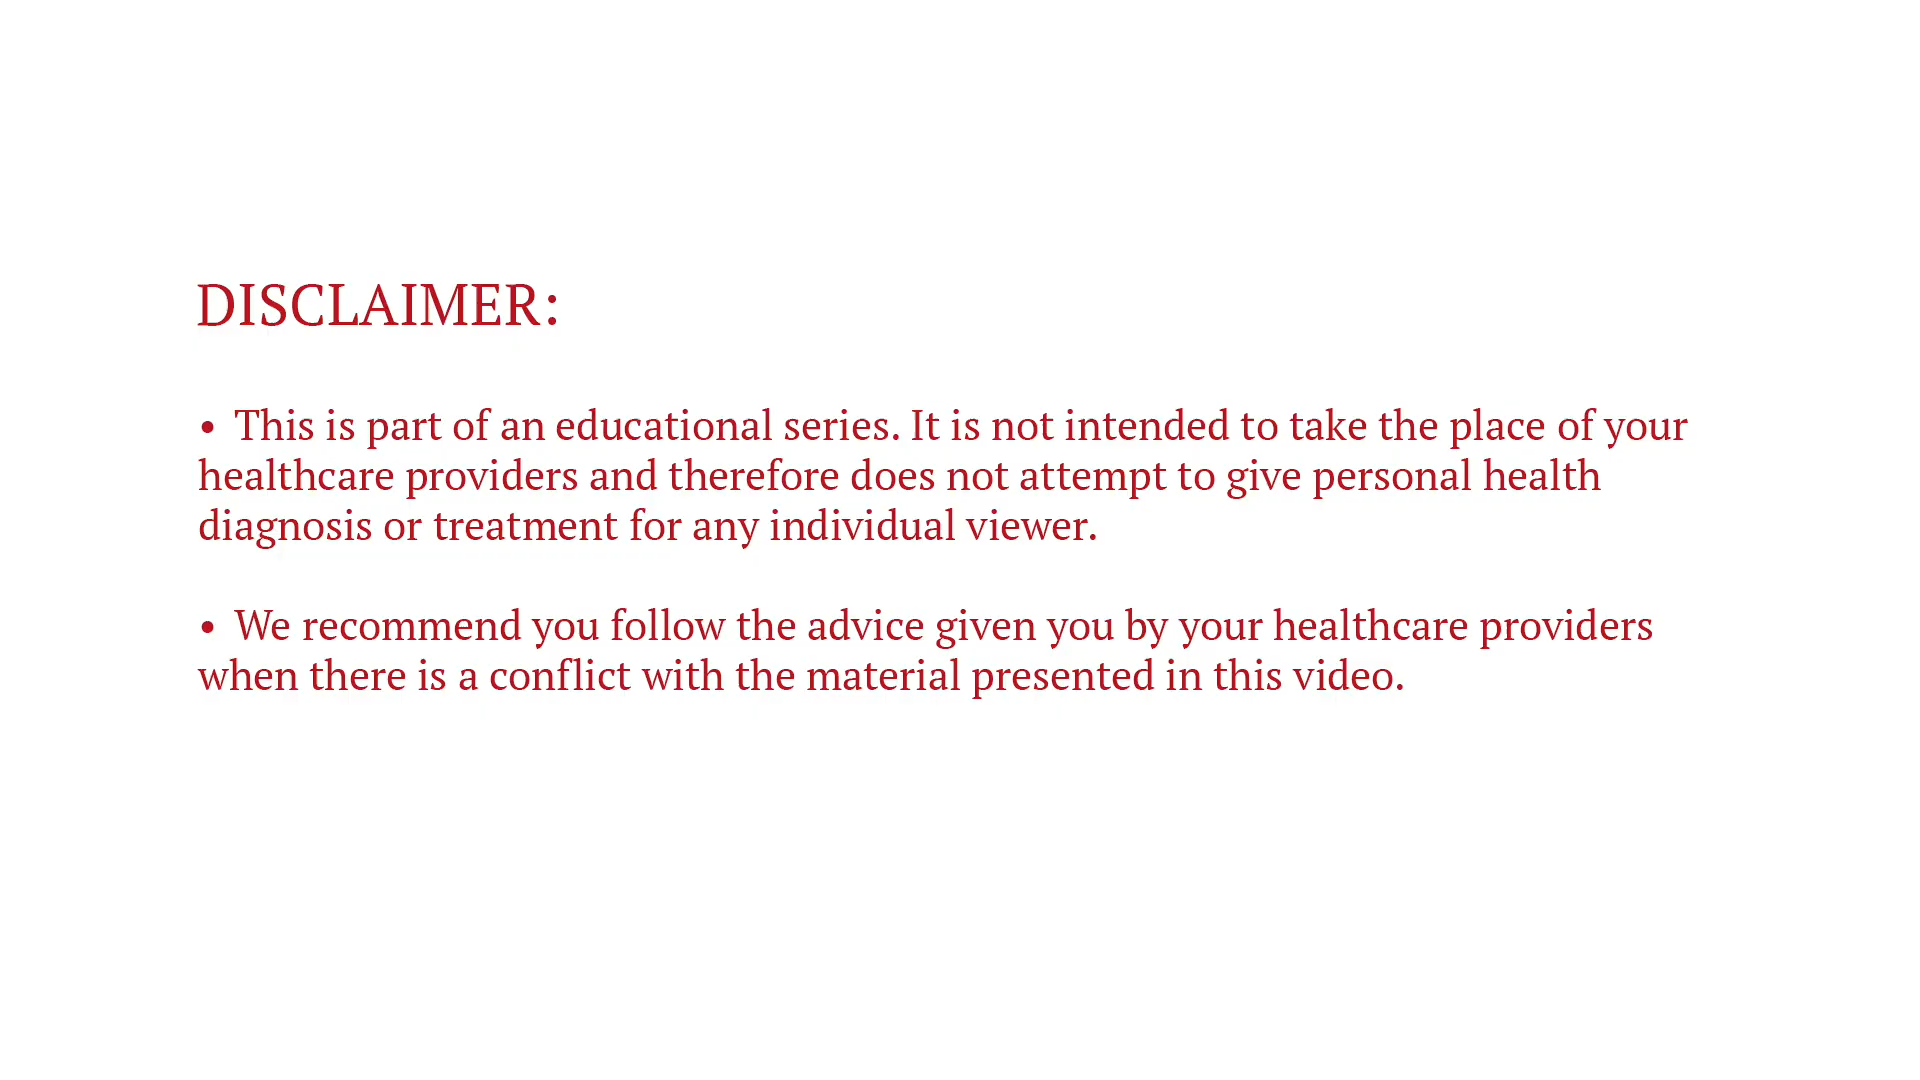 DISCLAIMER:
• This is part of an educational series. It is not intended to take the place of your
healthcare providers and therefore does not attempt to give personal health
diagnosis or treatment for any individual viewer.
• We recommend you follow the advice given you by your healthcare providers
when there is a conflict with the material presented in this video.